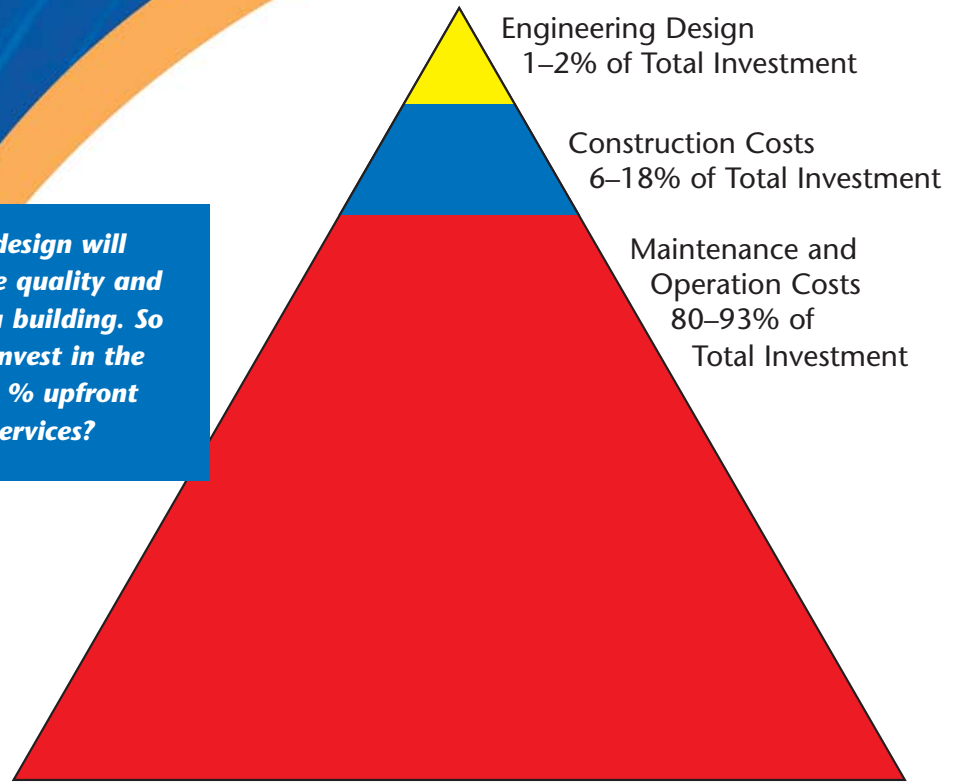 Engineering Design
1–2% of Total Investment
Construction Costs
6–18% of Total Investment
Maintenance and
Operation Costs
80–93% of
Total Investment
design will
e quality and
building. So
nvest in the
% upfront
ervices?